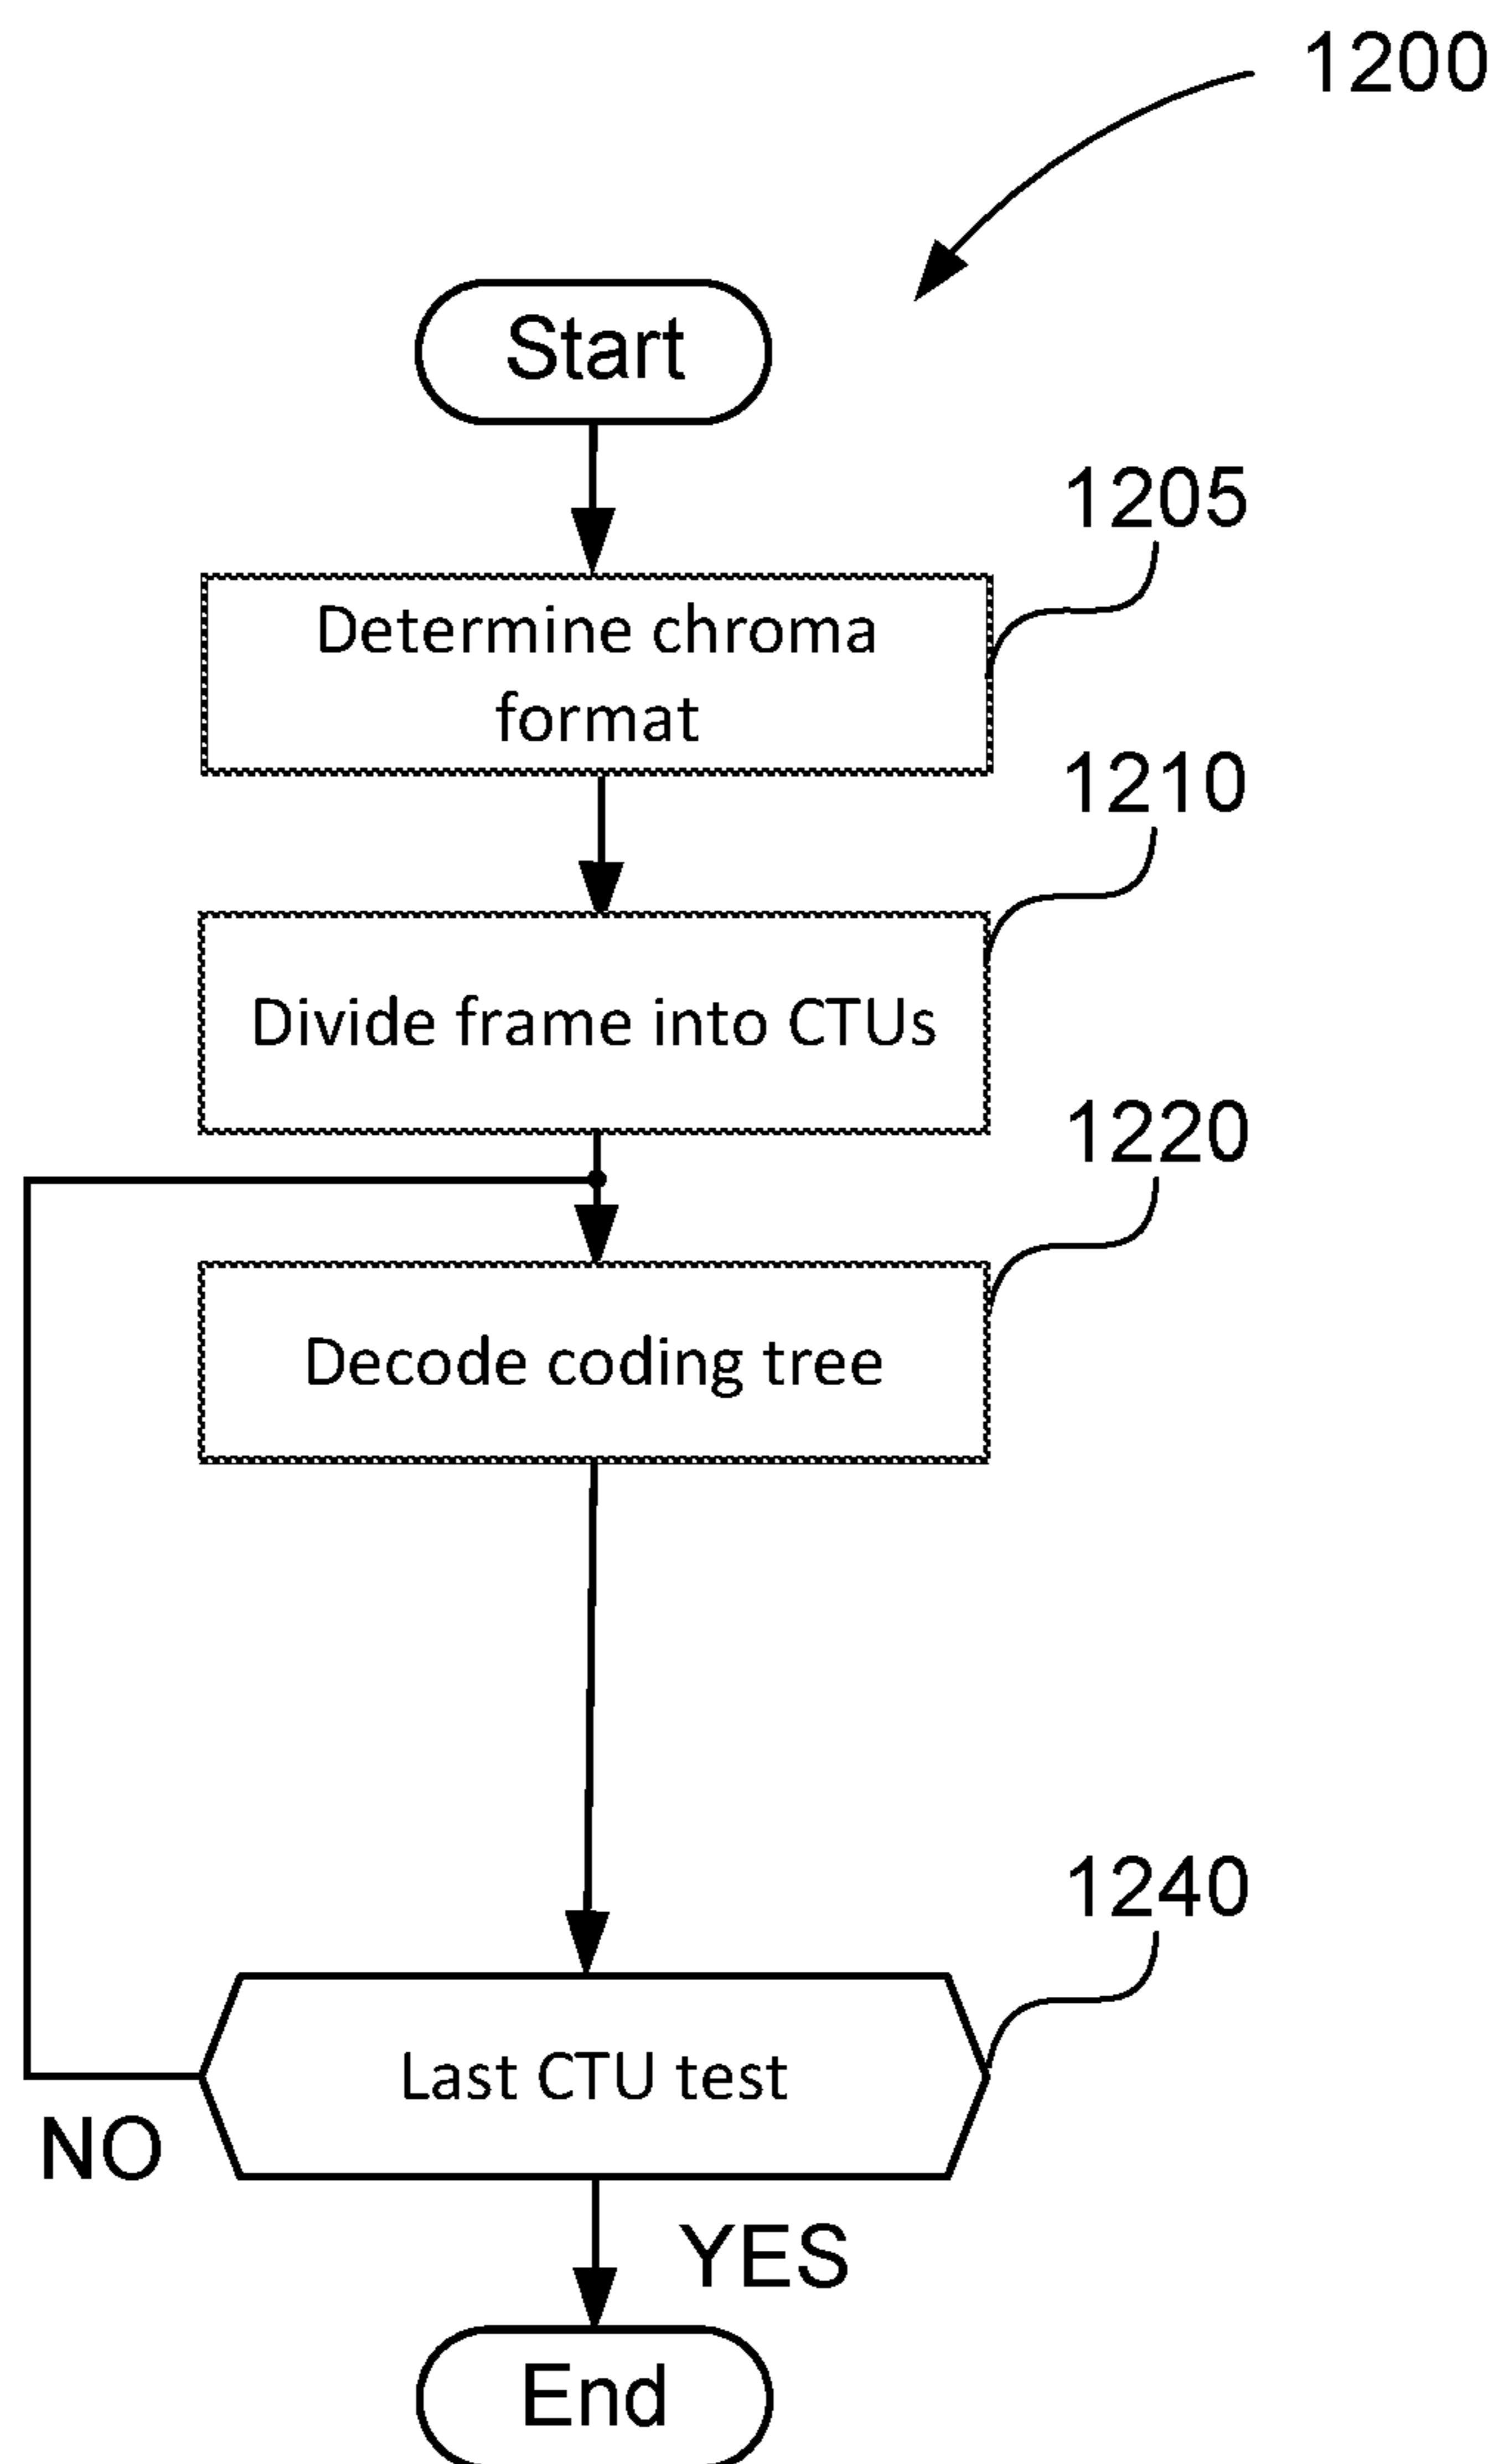 1200
Start
1205
Determine chroma
format
1210
Divide frame into CTUs
1220
Decode coding tree
1240
Last CTU test
NO
YES
End